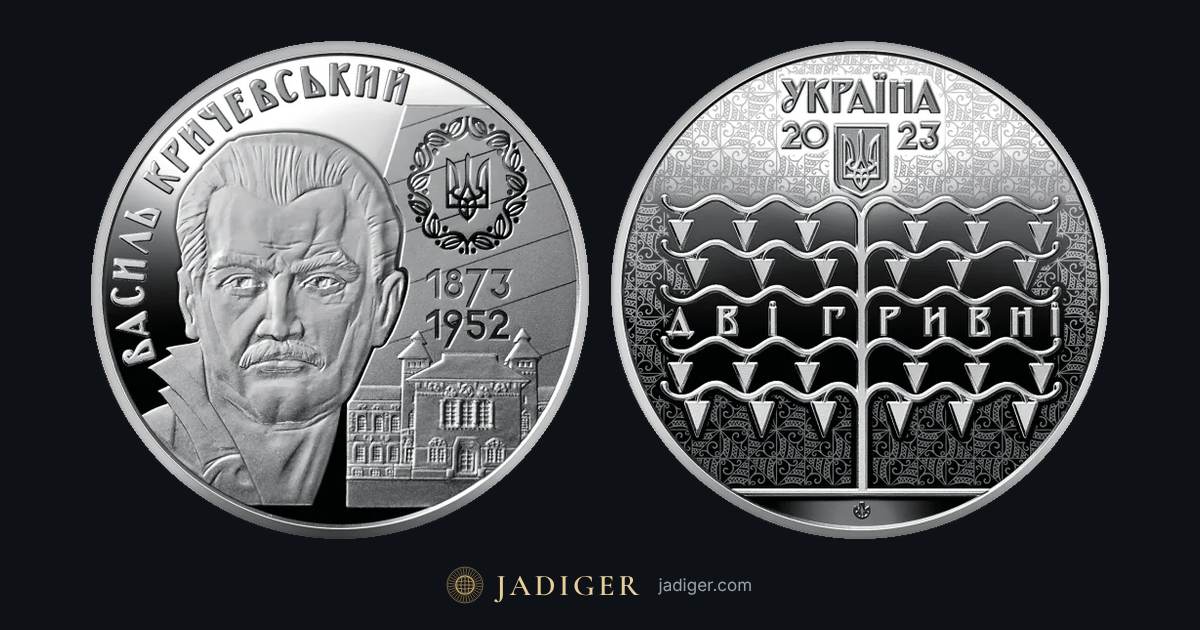 ВАСИЛЬ КРИЧЕВСЬКИЙ
1873
1952
УКРАЇНА
2023
ДВІ ГРИВНІ
JADIGER
jadiger.com